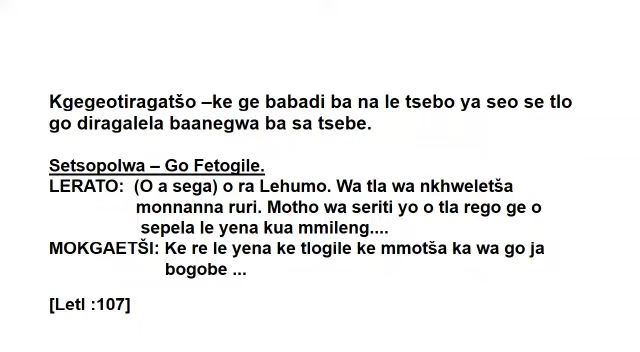 Kgegeotiragatšo –ke ge babadi ba na le tsebo ya seo se tlo
go diragalela baanegwa ba sa tsebe.
Setsopolwa – Go Fetogile.
LERATO: (O a sega) o ra Lehumo. Wa tla wa nkhweletša
monnanna ruri. Motho wa seriti yo o tla rego ge o
sepela le yena kua mmileng....
MOKGAETŠI: Ke re le yena ke tlogile ke mmotša ka wa go ja
bogobe ...
[Letl :107]